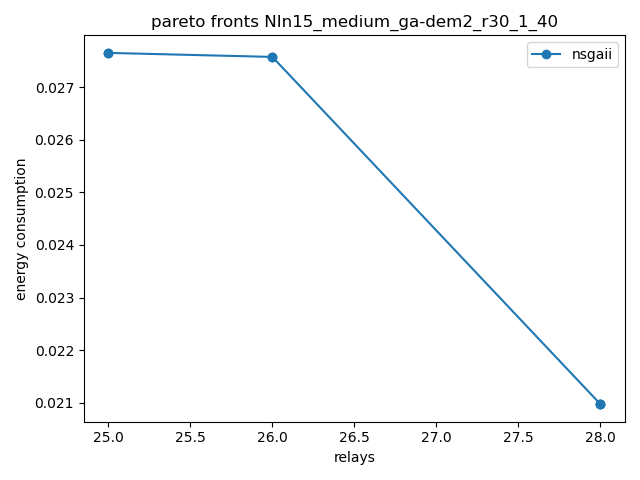 pareto fronts NIn15_medium_ga-dem2_r30_1_40
nsgaii
0.027
0.026
0.025
0.024
0.023
0.022
0.021
energy consumption
25.0 25.5 26.0 26.5 27.0 27.5 28.0
relays